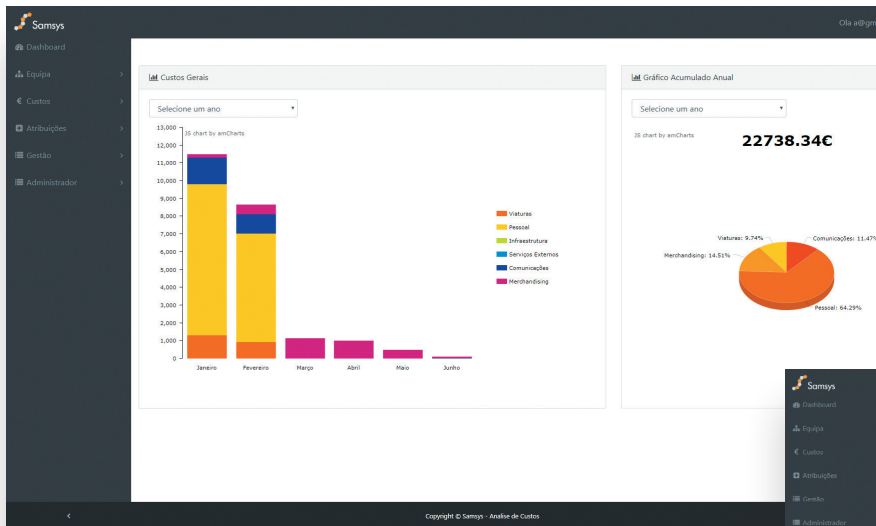 Samsys
Ola a@gm
Dashboard
Equipa
Custos
Atribuições
Gestão
Administrador
Custos Gerais
Selecione um ano
JS chart by amCharts
13,000
12,000
11,000
10,000
9,000
8,000
7,000
6,000
5,000
4,000
3,000
2,000
1,000
0
Janeiro Fevereiro Março Abril Maio Junho
Viaturas
Pessoal
Infraestrutura
Serviços Externos
Comunicações
Merchandising
Gráfico Acumulado Anual
Selecione um ano
JS chart by amCharts
22738.34€
Viaturas: 9.74%
Comunicações: 11.47%
Merchandising: 14.51%
Pessoal: 64.29%
Samsys
Dashboard
Equipa
Custos
Atribuições
Gestão
Administrador
Copyright © Samsys - Analise de Custos